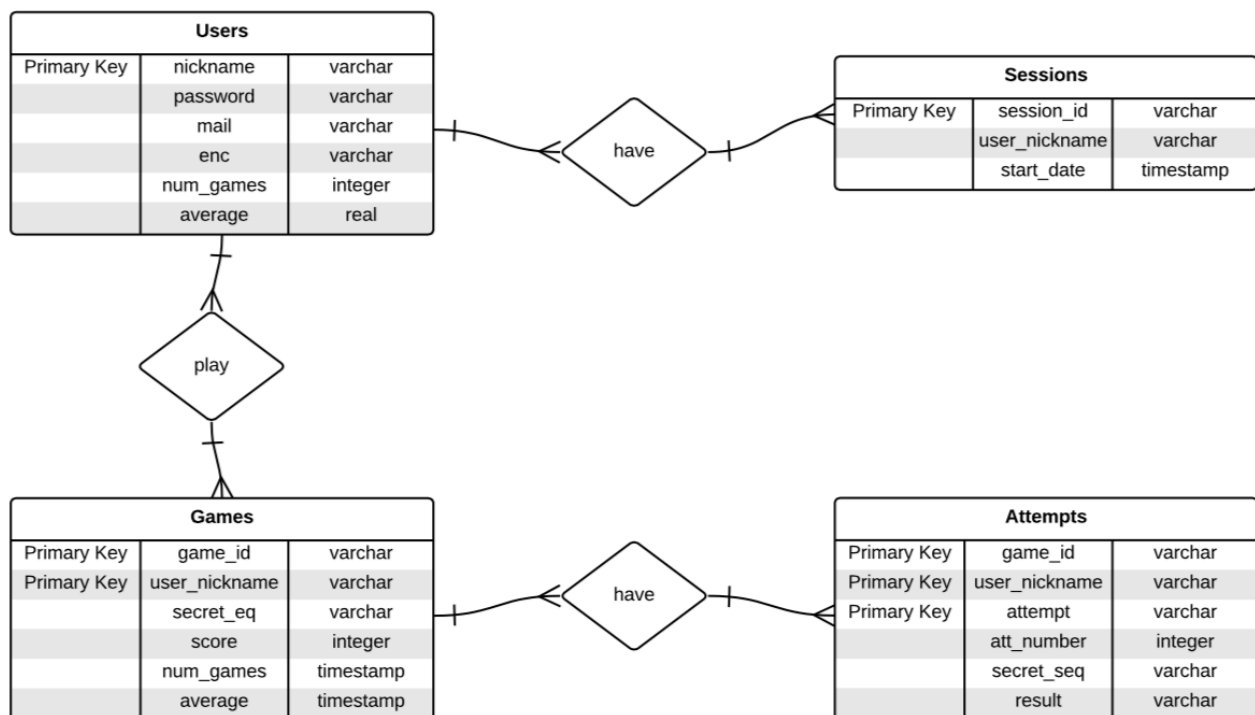 Users
Primary Key nickname varchar
password varchar
mail varchar
enc varchar
num_games integer
average real
have
Sessions
Primary Key session_id varchar
user_nickname varchar
start_date timestamp
play
Games
Primary Key game_id varchar
Primary Key user_nickname varchar
secret_eq varchar
score integer
num_games timestamp
average timestamp
have
Attempts
Primary Key game_id varchar
Primary Key user_nickname varchar
Primary Key attempt varchar
att_number integer
secret_seq varchar
result varchar